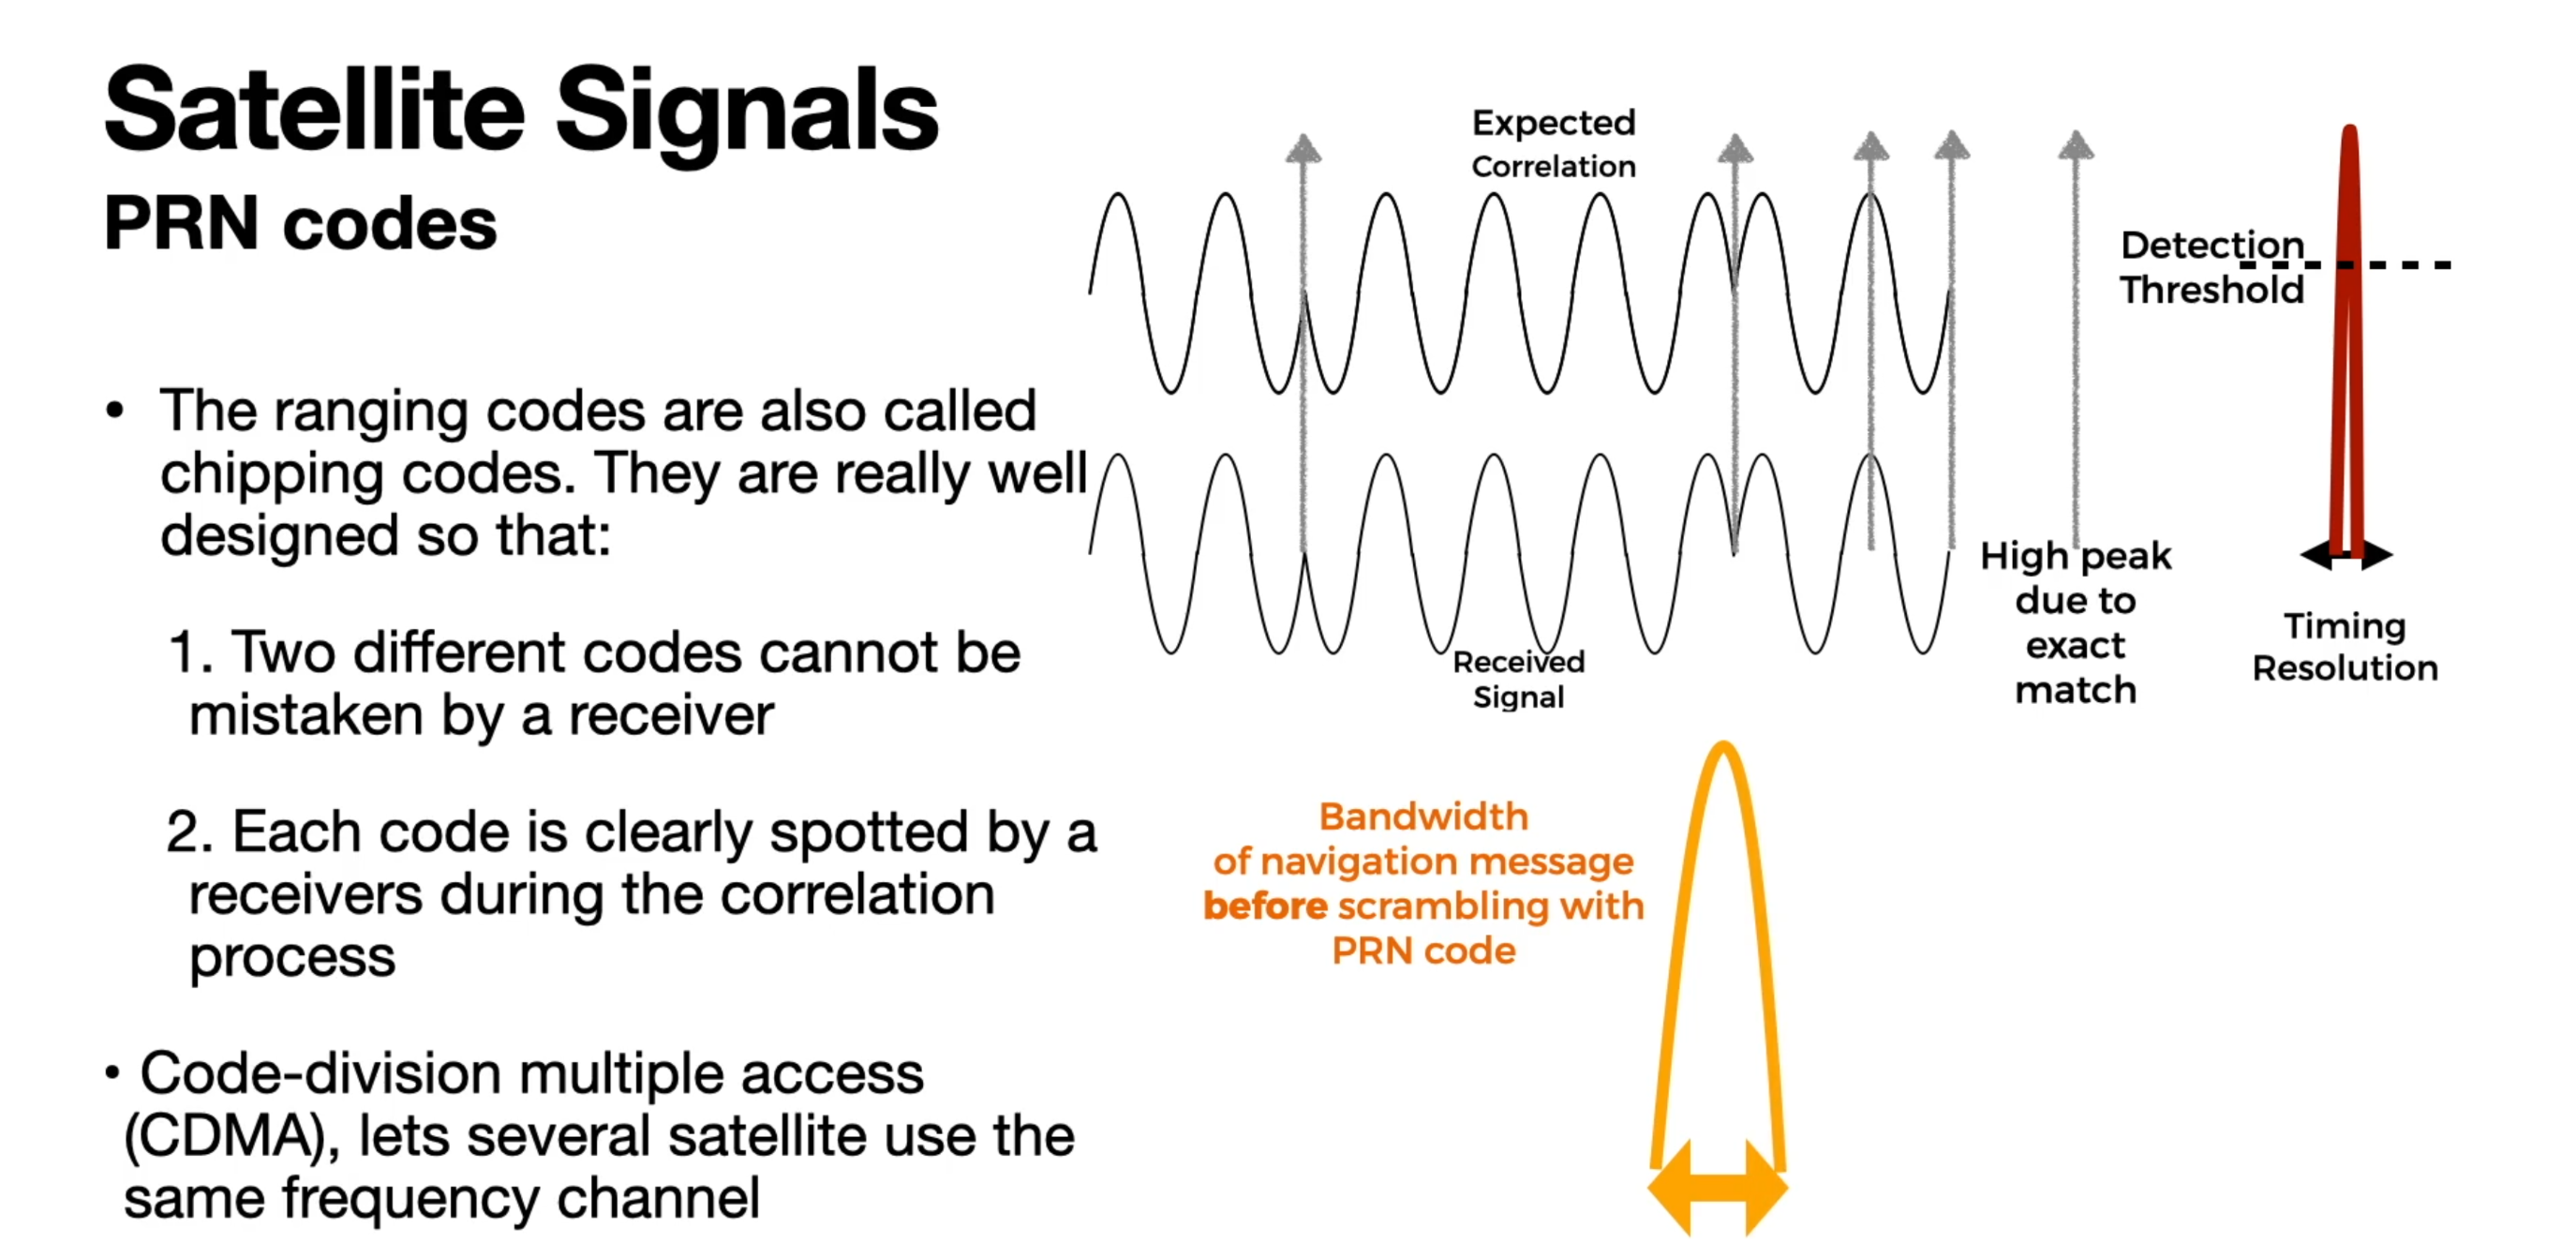 Satellite Signals
PRN codes
• The ranging codes are also called
chipping codes. They are really well
designed so that:
1. Two different codes cannot be
mistaken by a receiver
2. Each code is clearly spotted by a
receivers during the correlation
process
• Code-division multiple access
(CDMA), lets several satellite use the
same frequency channel
Expected
Correlation
Received
Signal
High peak
due to
exact
match
Detection
Threshold
Timing
Resolution
Bandwidth
of navigation message
before scrambling with
PRN code